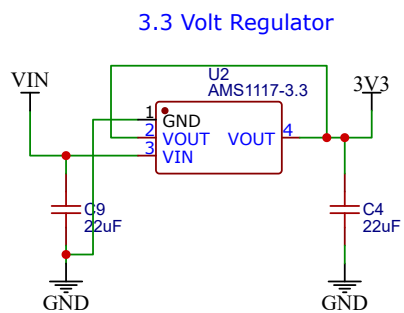 3.3 Volt Regulator
VIN
U2
AMS1117-3.3
3V3
1
GND
2
VOUT
VOUT
4
3
VIN
C9
22uF
C4
22uF
GND
GND